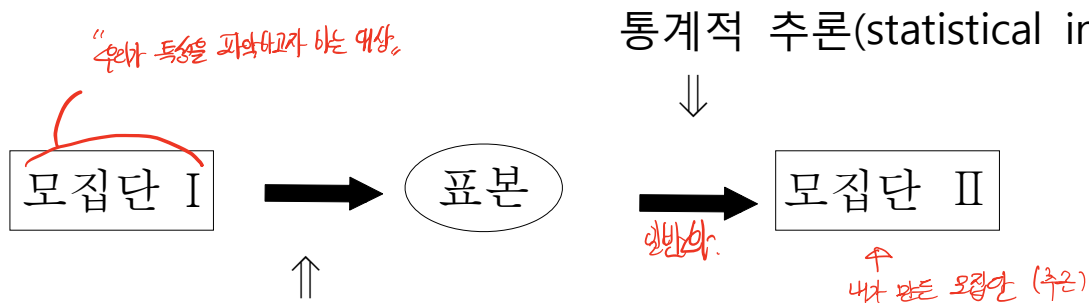 통계적 추론(statistical in
"우리가 특성을 파악하고자 하는 대상"
모집단 Ⅰ
표본
모집단 Ⅱ
일반화
내가 만든 모집단 (추론)